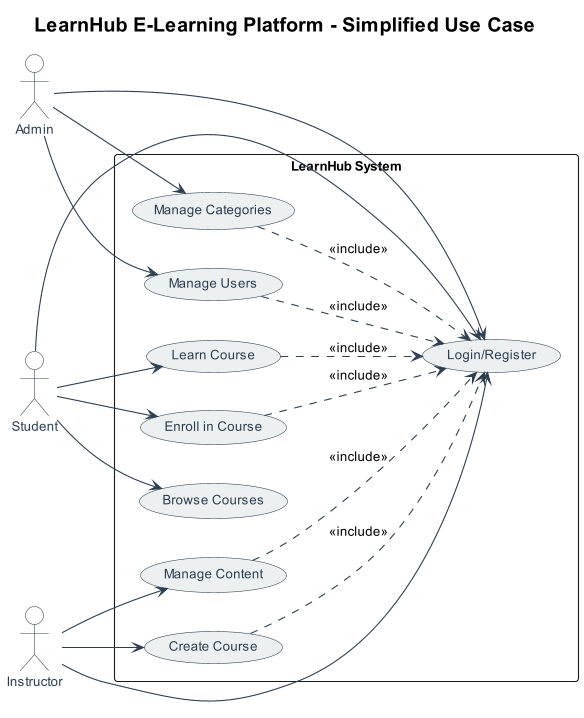 LearnHub E-Learning Platform - Simplified Use Case
Admin
LearnHub System
Manage Categories
«include»
Manage Users
«include»
Learn Course
«include»
Login/Register
«include»
Student
Enroll in Course
«include»
Browse Courses
«include»
Manage Content
Create Course
Instructor